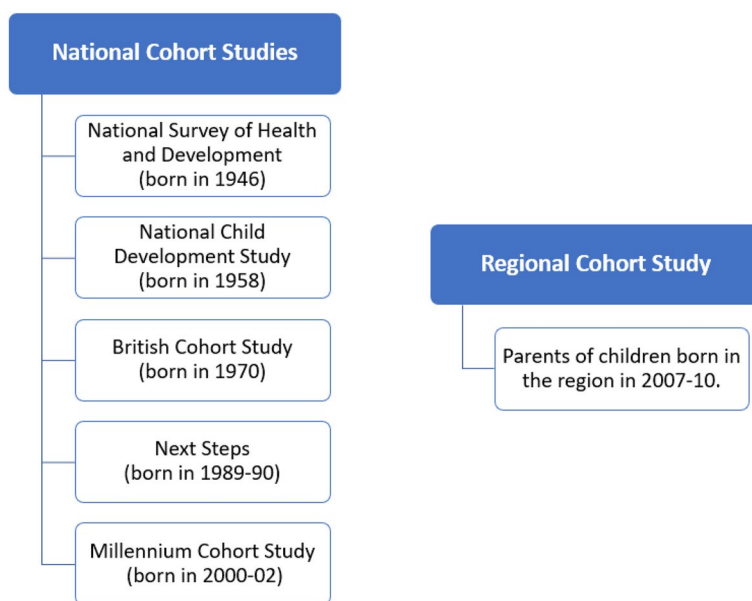 National Cohort Studies
National Survey of Health
and Development
(born in 1946)
National Child
Development Study
(born in 1958)
British Cohort Study
(born in 1970)
Next Steps
(born in 1989-90)
Millennium Cohort Study
(born in 2000-02)
Regional Cohort Study
Parents of children born in
the region in 2007-10.